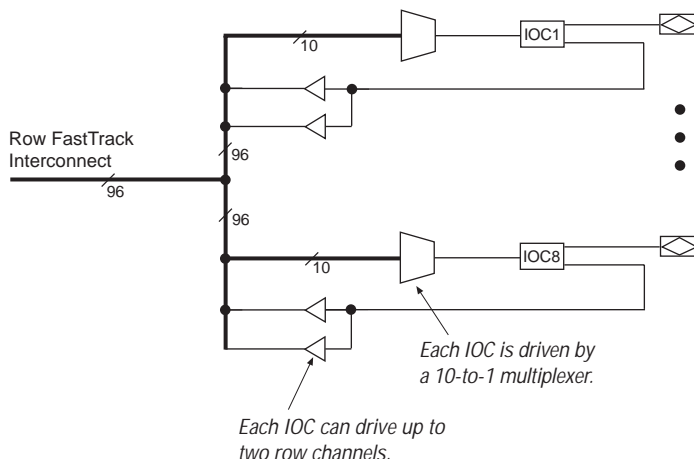 10
IOC1
Row FastTrack
Interconnect
96
96
96
10
IOC8
Each IOC is driven by
a 10-to-1 multiplexer.
Each IOC can drive up to
two row channels.